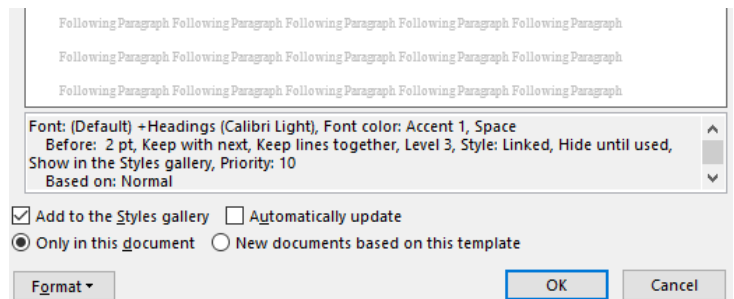 Following Paragraph Following Paragraph Following Paragraph Following Paragraph
Following Paragraph Following Paragraph Following Paragraph Following Paragraph
Following Paragraph Following Paragraph Following Paragraph Following Paragraph
Font: (Default) +Headings (Calibri Light), Font color: Accent 1, Space
Before: 2 pt, Keep with next, Keep lines together, Level 3, Style: Linked, Hide until used,
Show in the Styles gallery, Priority: 10
Based on: Normal
Add to the Styles gallery Automatically update
Only in this document New documents based on this template
Format OK Cancel